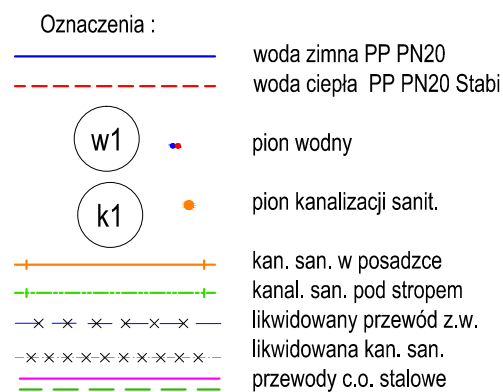 Oznaczenia :
woda zimna PP PN20
woda ciepła PP PN20 Stabi
w1
pion wodny
k1
pion kanalizacji sanit.
kan. san. w posadzce
kanal. san. pod stropem
likwidowany przewód z.w.
likwidowana kan. san.
przewody c.o. stalowe